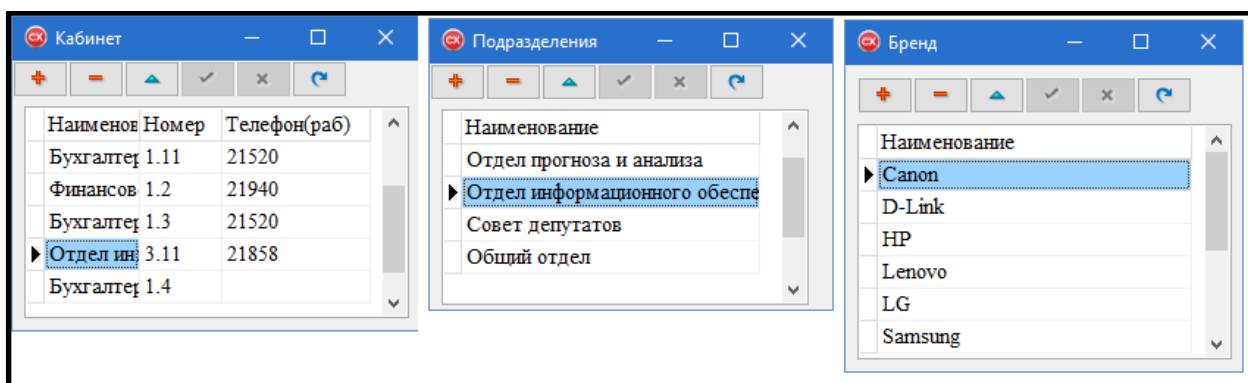 Кабинет
Наименов Номер Телефон(раб)
Бухгалтер 1.11 21520
Финансов 1.2 21940
Бухгалтер 1.3 21520
Отдел ин 3.11 21858
Бухгалтер 1.4
Подразделения
Наименование
Отдел прогноза и анализа
Отдел информационного обеспе
Совет депутатов
Общий отдел
Бренд
Наименование
Canon
D-Link
HP
Lenovo
LG
Samsung